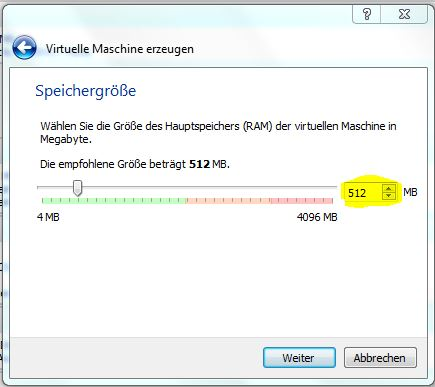 Virtuelle Maschine erzeugen
Speichergröße
Wählen Sie die Größe des Hauptspeichers (RAM) der virtuellen Maschine in
Megabyte.
Die empfohlene Größe beträgt 512 MB.
512 MB
4 MB 4096 MB
Weiter Abbrechen